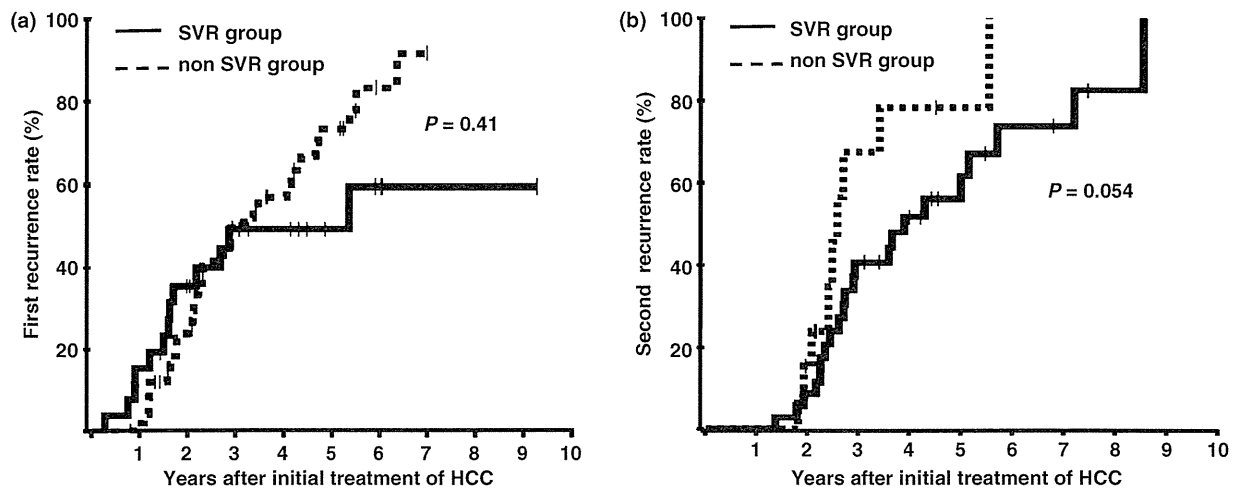 (a)
First recurrence rate (%)
100
80
60
40
20
SVR group
non SVR group
P = 0.41
1 2 3 4 5 6 7 8 9 10
Years after initial treatment of HCC
(b)
Second recurrence rate (%)
100
80
60
40
20
SVR group
non SVR group
P = 0.054
1 2 3 4 5 6 7 8 9 10
Years after initial treatment of HCC